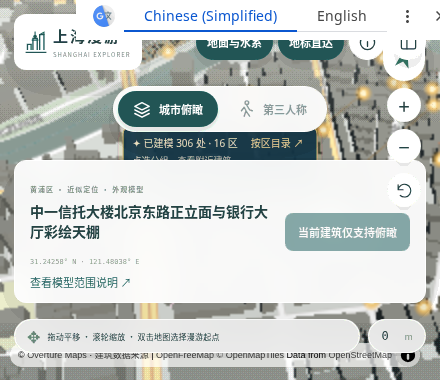 Chinese (Simplified)
English
上海漫游
SHANGHAI EXPLORER
地面与水系
地标直达
城市俯瞰
第三人称
✦ 已建模 306 处 · 16 区 按区目录 ↗
黄浦区 · 近似定位 · 外观模型
中一信托大楼北京东路正立面与银行大
厅彩绘天棚
当前建筑仅支持俯瞰
31.24250° N · 121.48030° E
查看模型范围说明 ↗
拖动平移 · 滚轮缩放 · 双击地图选择漫游起点
0 m
© Overture Maps · 建筑数据来源 | OpenFreeMap © OpenMapTiles Data from OpenStreetMap